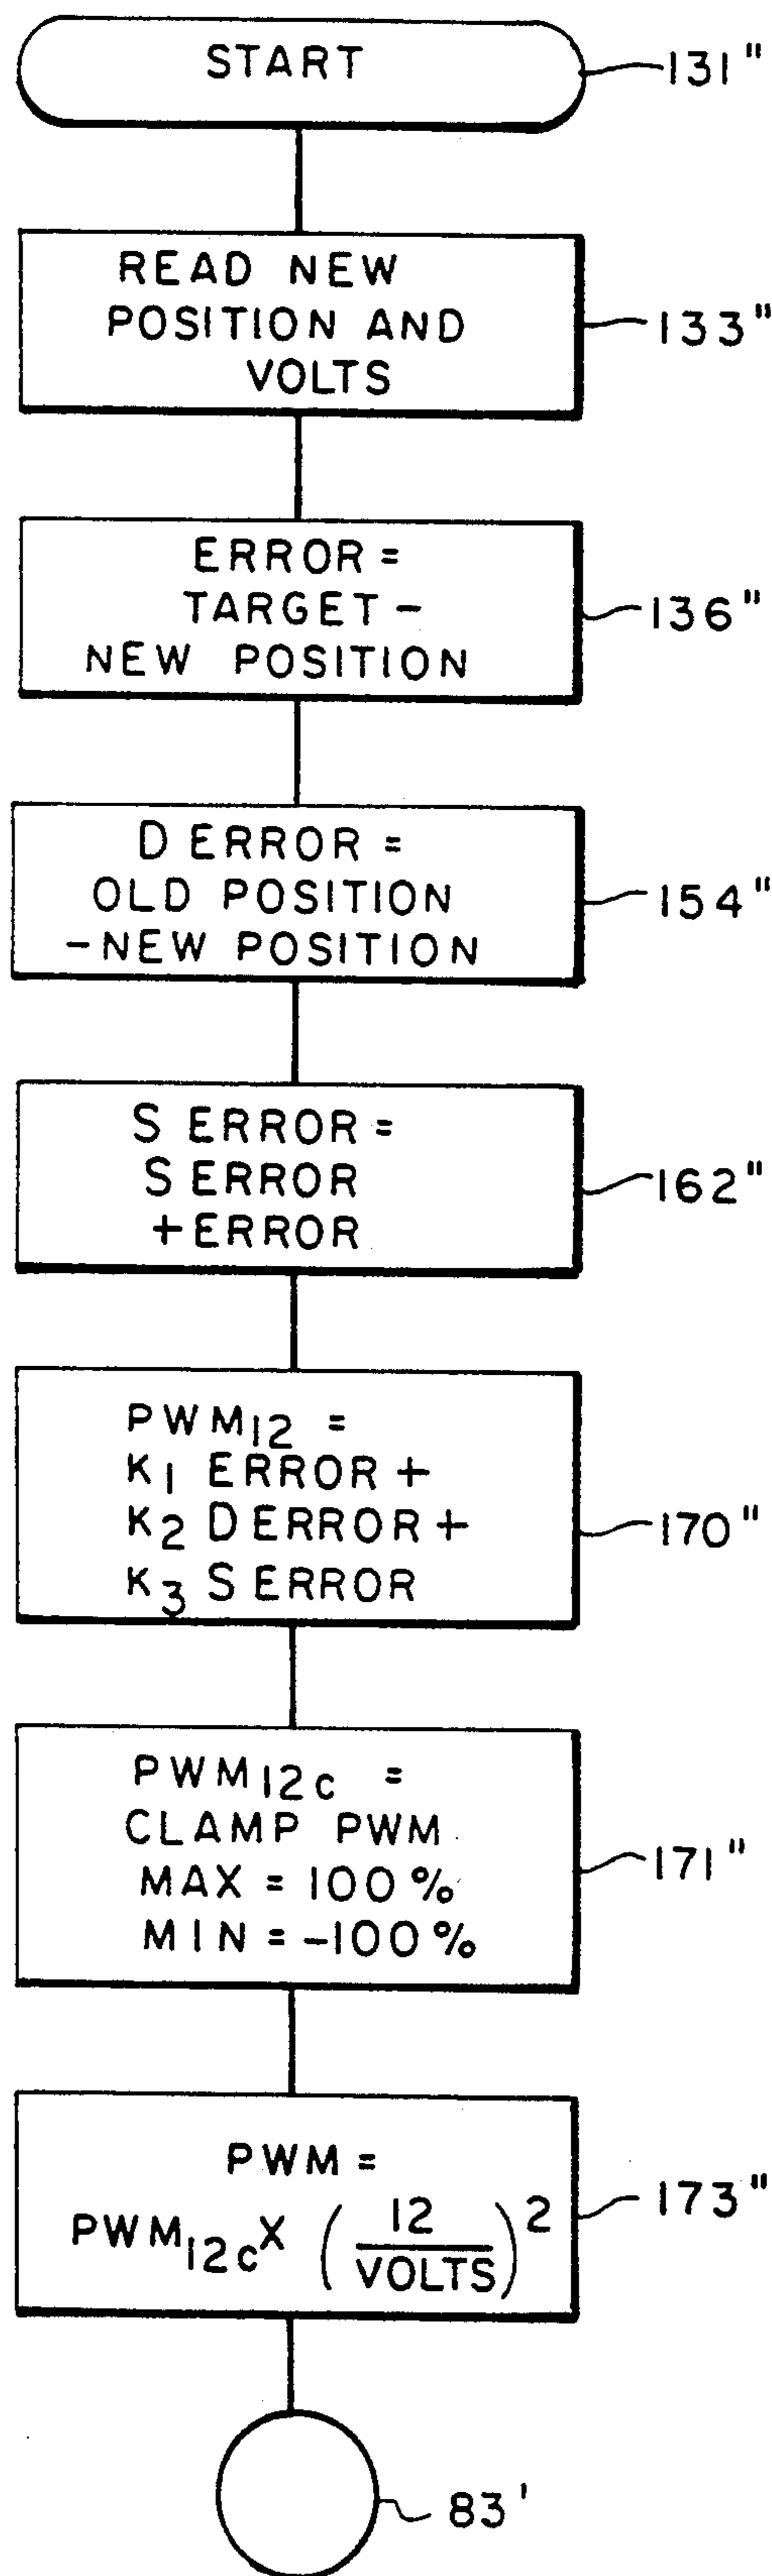 START
131"
READ NEW
POSITION AND
VOLTS
133"
ERROR =
TARGET -
NEW POSITION
136"
D ERROR =
OLD POSITION
-NEW POSITION
154"
S ERROR =
S ERROR
+ ERROR
162"
PWM12 =
K1 ERROR +
K2 D ERROR +
K3 S ERROR
170"
PWM12c =
CLAMP PWM
MAX = 100 %
MIN = -100 %
171"
PWM =
PWM12c X (12/VOLTS)2
173"
83'